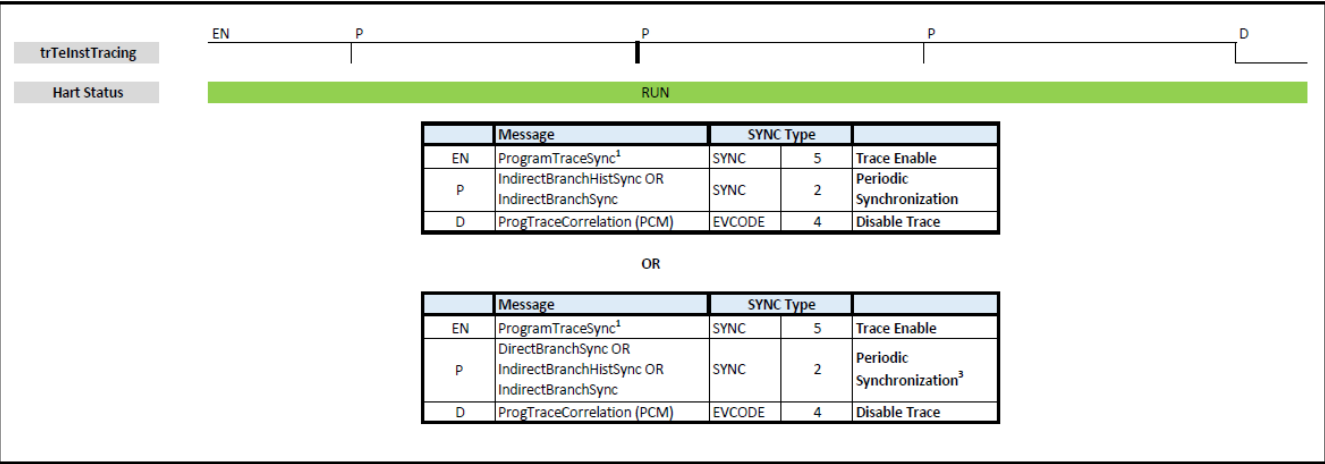 EN P P P D
trTeInstTracing
Hart Status RUN
Message SYNC Type
EN ProgramTraceSync¹ SYNC 5 Trace Enable
P IndirectBranchHistSync OR IndirectBranchSync SYNC 2 Periodic Synchronization
D ProgTraceCorrelation (PCM) EVCODE 4 Disable Trace
OR
Message SYNC Type
EN ProgramTraceSync¹ SYNC 5 Trace Enable
P DirectBranchSync OR IndirectBranchHistSync OR IndirectBranchSync SYNC 2 Periodic Synchronization³
D ProgTraceCorrelation (PCM) EVCODE 4 Disable Trace